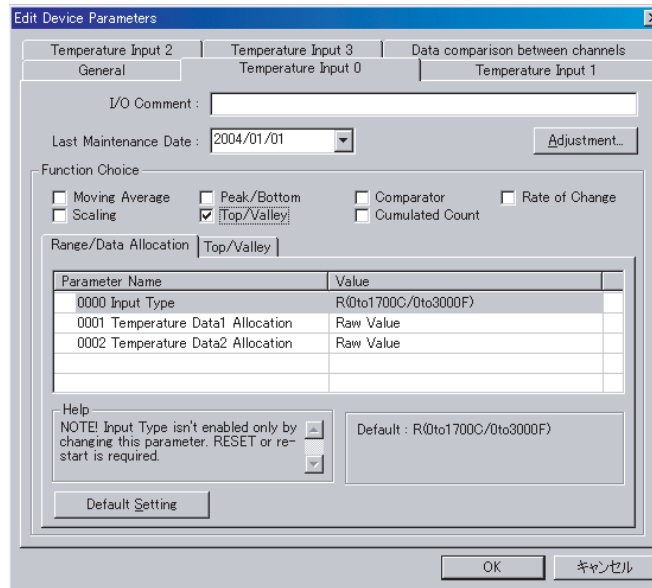 Edit Device Parameters
Temperature Input 2 Temperature Input 3 Data comparison between channels
General Temperature Input 0 Temperature Input 1
I/O Comment :
Last Maintenance Date : 2004/01/01 Adjustment...
Function Choice
Moving Average Peak/Bottom Comparator Rate of Change
Scaling Top/Valley Cumulated Count
Range/Data Allocation Top/Valley
Parameter Name Value
0000 Input Type R(0to1700C/0to3000F)
0001 Temperature Data1 Allocation Raw Value
0002 Temperature Data2 Allocation Raw Value
Help
NOTE! Input Type isn't enabled only by
changing this parameter. RESET or re-
start is required.
Default : R(0to1700C/0to3000F)
Default Setting
OK キャンセル